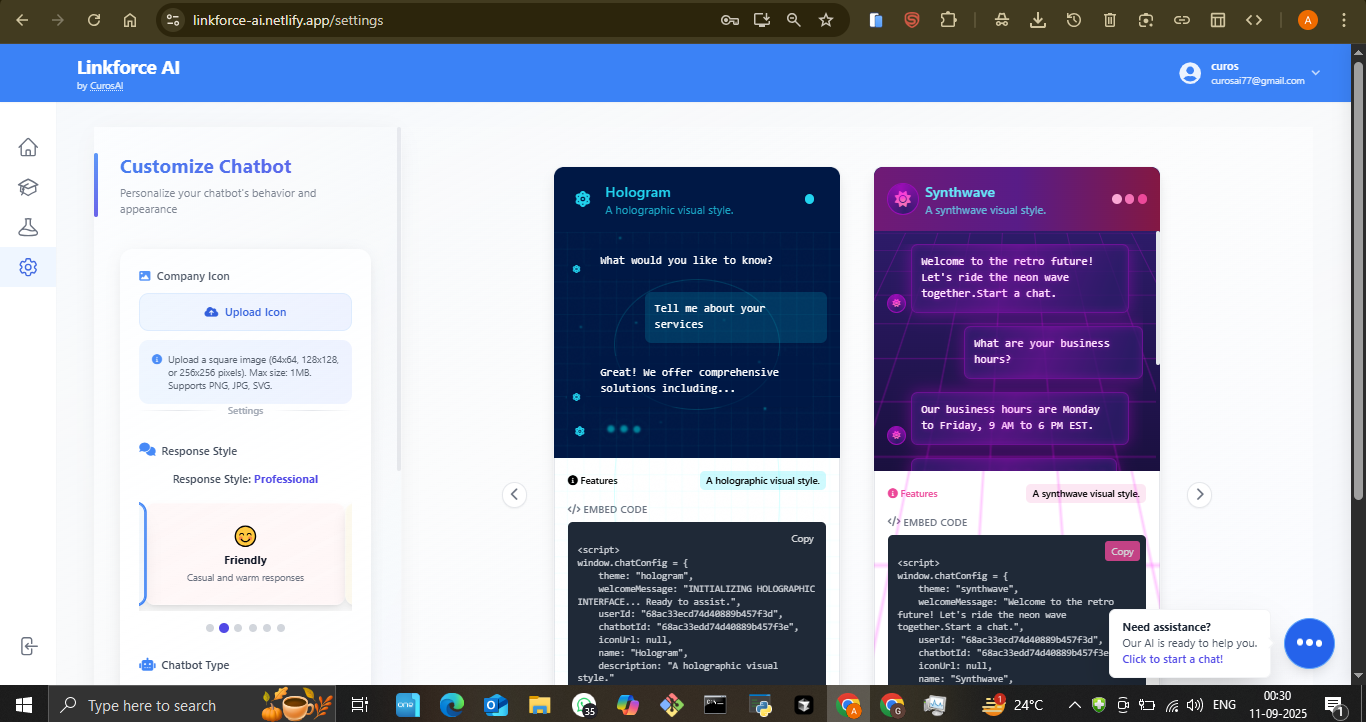 linkforce-ai.netlify.app/settings
A
Linkforce AI
by CurosAI
curos
curosai77@gmail.com
Customize Chatbot
Personalize your chatbot's behavior and
appearance
Company Icon
Upload Icon
Upload a square image (64x64, 128x128,
or 256x256 pixels). Max size: 1MB.
Supports PNG, JPG, SVG.
Settings
Response Style
Response Style: Professional
Friendly
Casual and warm responses
Chatbot Type
Hologram
A holographic visual style.
What would you like to know?
Tell me about your
services
Great! We offer comprehensive
solutions including...
Features
A holographic visual style.
</> EMBED CODE
Copy
<script>
window.chatConfig = {
theme: "hologram",
welcomeMessage: "INITIALIZING HOLOGRAPHIC
INTERFACE... Ready to assist.",
userId: "68ac33ecd74d40889b457f3d",
chatbotId: "68ac33edd74d40889b457f3e",
iconUrl: null,
name: "Hologram",
description: "A holographic visual
style."
Synthwave
A synthwave visual style.
Welcome to the retro future!
Let's ride the neon wave
together.Start a chat.
What are your business
hours?
Our business hours are Monday
to Friday, 9 AM to 6 PM EST.
Features
A synthwave visual style.
</> EMBED CODE
Copy
<script>
window.chatConfig = {
theme: "synthwave",
welcomeMessage: "Welcome to the retro
future! Let's ride the neon wave
together.Start a chat.",
userId: "68ac33ecd74d40889b457f3d",
chatbotId: "68ac33edd74d40889b457f3e
iconUrl: null,
name: "Synthwave",
Need assistance?
Our AI is ready to help you.
Click to start a chat!
Type here to search
one
35
A
G
1
24°C
ENG
00:30
11-09-2025
1